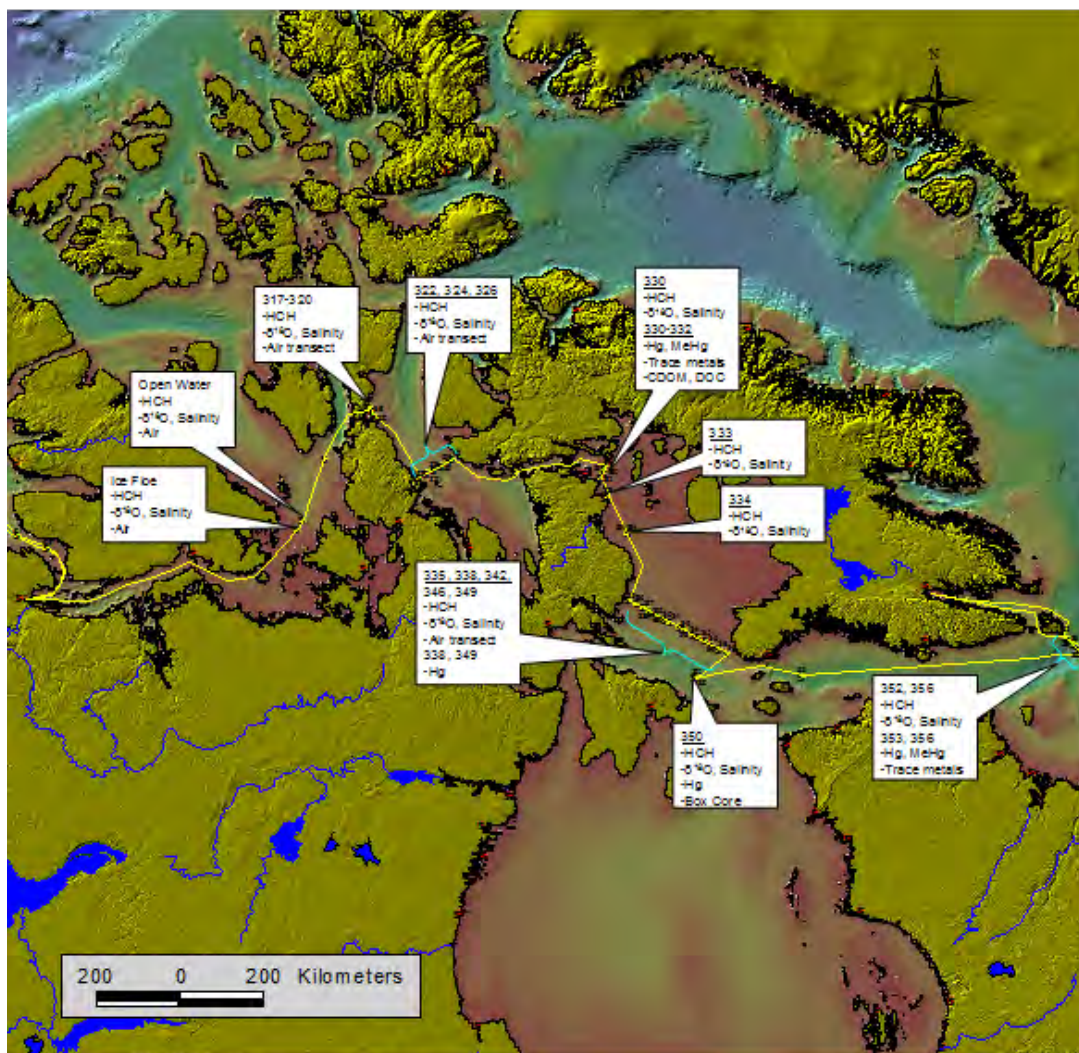 N
317-320
-HCH
-δ¹⁸O, Salinity
-Air transect
322, 324, 326
-HCH
-δ¹⁸O, Salinity
-Air transect
330
-HCH
-δ¹⁸O, Salinity
330-332
-Hg, MeHg
-Trace metals
-CDOM, DOC
Open Water
-HCH
-δ¹⁸O, Salinity
-Air
Ice Floe
-HCH
-δ¹⁸O, Salinity
-Air
333
-HCH
-δ¹⁸O, Salinity
334
-HCH
-δ¹⁸O, Salinity
335, 338, 342,
346, 349
-HCH
-δ¹⁸O, Salinity
-Air transect
338, 349
-Hg
350
-HCH
-δ¹⁸O, Salinity
-Hg
-Box Core
352, 356
-HCH
-δ¹⁸O, Salinity
353, 356
-Hg, MeHg
-Trace metals
200 0 200 Kilometers